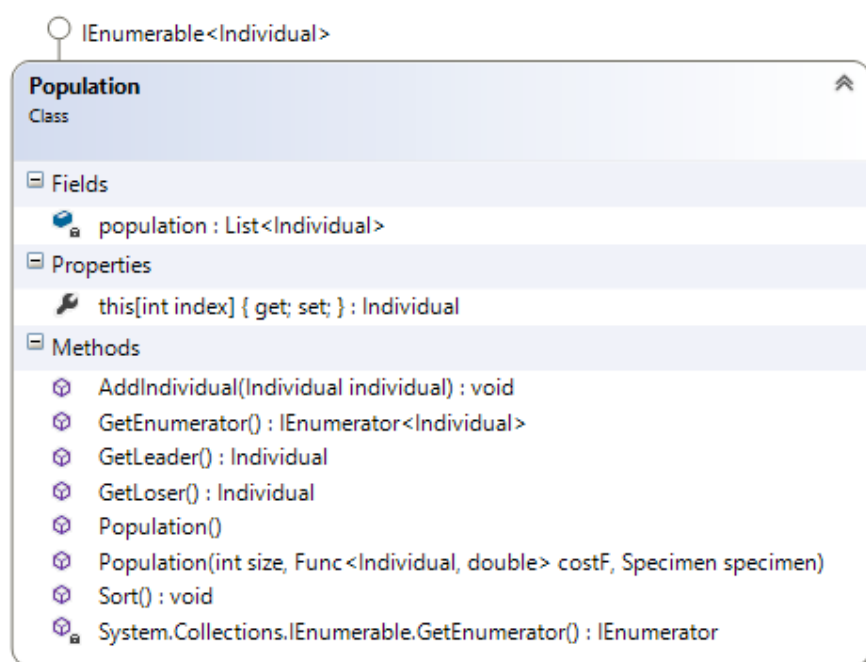 IEnumerable<Individual>
Population
Class
Fields
population : List<Individual>
Properties
this[int index] { get; set; } : Individual
Methods
AddIndividual(Individual individual) : void
GetEnumerator() : IEnumerator<Individual>
GetLeader() : Individual
GetLoser() : Individual
Population()
Population(int size, Func<Individual, double> costF, Specimen specimen)
Sort() : void
System.Collections.IEnumerable.GetEnumerator() : IEnumerator